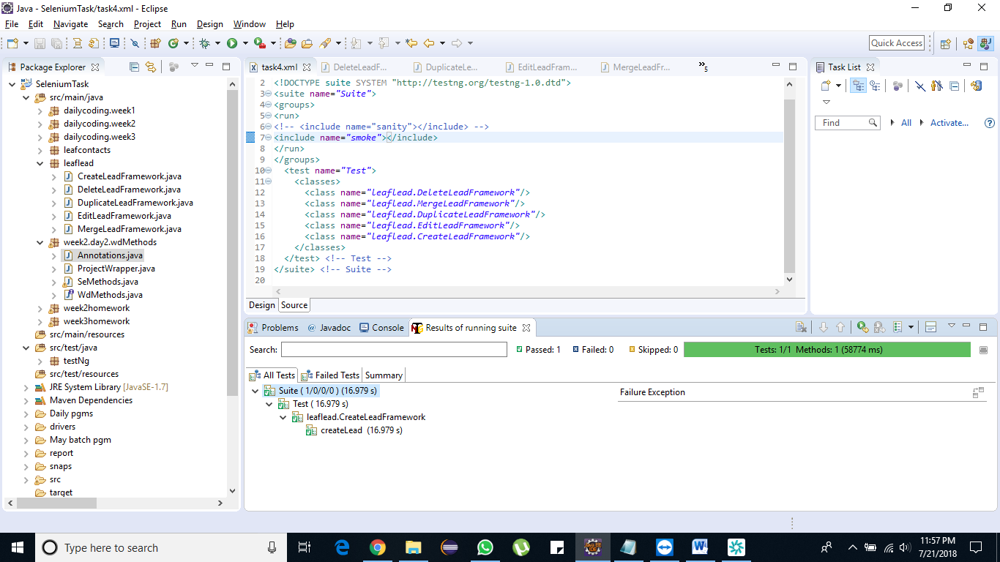 Java - SeleniumTask/task4.xml - Eclipse
File Edit Navigate Search Project Run Design Window Help
Quick Access
Package Explorer
SeleniumTask
src/main/java
dailycoding.week1
dailycoding.week2
dailycoding.week3
leafcontacts
leaflead
CreateLeadFramework.java
DeleteLeadFramework.java
DuplicateLeadFramework.java
EditLeadFramework.java
MergeLeadFramework.java
week2.day2.wdMethods
Annotations.java
ProjectWrapper.java
SeMethods.java
WdMethods.java
week2homework
week3homework
src/main/resources
src/test/java
testNg
src/test/resources
JRE System Library [JavaSE-1.7]
Maven Dependencies
Daily pgms
drivers
May batch pgm
report
snaps
src
target
task4.xml DeleteLeadF... DuplicateLe... EditLeadFram... MergeLeadFr... »5
2 <!DOCTYPE suite SYSTEM "http://testng.org/testng-1.0.dtd">
3 <suite name="Suite">
4 <groups>
5 <run>
6 <!-- <include name="sanity"></include> -->
7 <include name="smoke"></include>
8 </run>
9 </groups>
10 <test name="Test">
11 <classes>
12 <class name="leaflead.DeleteLeadFramework"/>
13 <class name="leaflead.MergeLeadFramework"/>
14 <class name="leaflead.DuplicateLeadFramework"/>
15 <class name="leaflead.EditLeadFramework"/>
16 <class name="leaflead.CreateLeadFramework"/>
17 </classes>
18 </test> <!-- Test -->
19 </suite> <!-- Suite -->
20
Design Source
Task List
Find All Activate...
Problems @ Javadoc Console Results of running suite
Search: Passed: 1 Failed: 0 Skipped: 0 Tests: 1/1 Methods: 1 (58774 ms)
All Tests Failed Tests Summary
Suite ( 1/0/0/0 ) (16.979 s)
Test ( 16.979 s)
leaflead.CreateLeadFramework
createLead (16.979 s)
Failure Exception
Type here to search
11:57 PM
7/21/2018